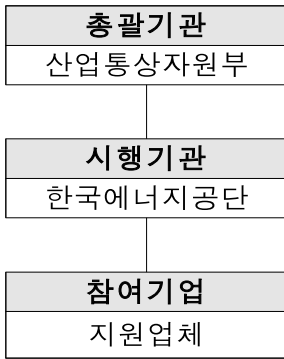 총괄기관
산업통상자원부
시행기관
한국에너지공단
참여기업
지원업체